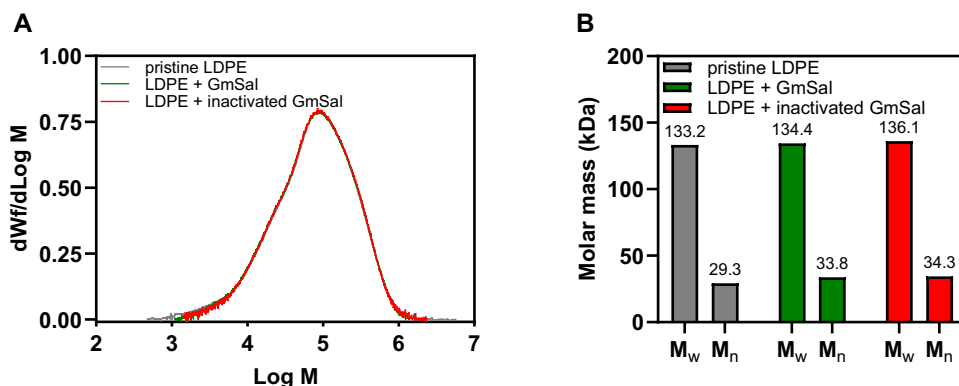 A
1.00
0.75
0.50
0.25
0.00
dWf/dLog M
pristine LDPE
LDPE + GmSal
LDPE + inactivated GmSal
2 3 4 5 6 7
Log M
B
200
150
100
50
0
Molar mass (kDa)
pristine LDPE
LDPE + GmSal
LDPE + inactivated GmSal
133.2 134.4 136.1
29.3 33.8 34.3
Mw Mn Mw Mn Mw Mn